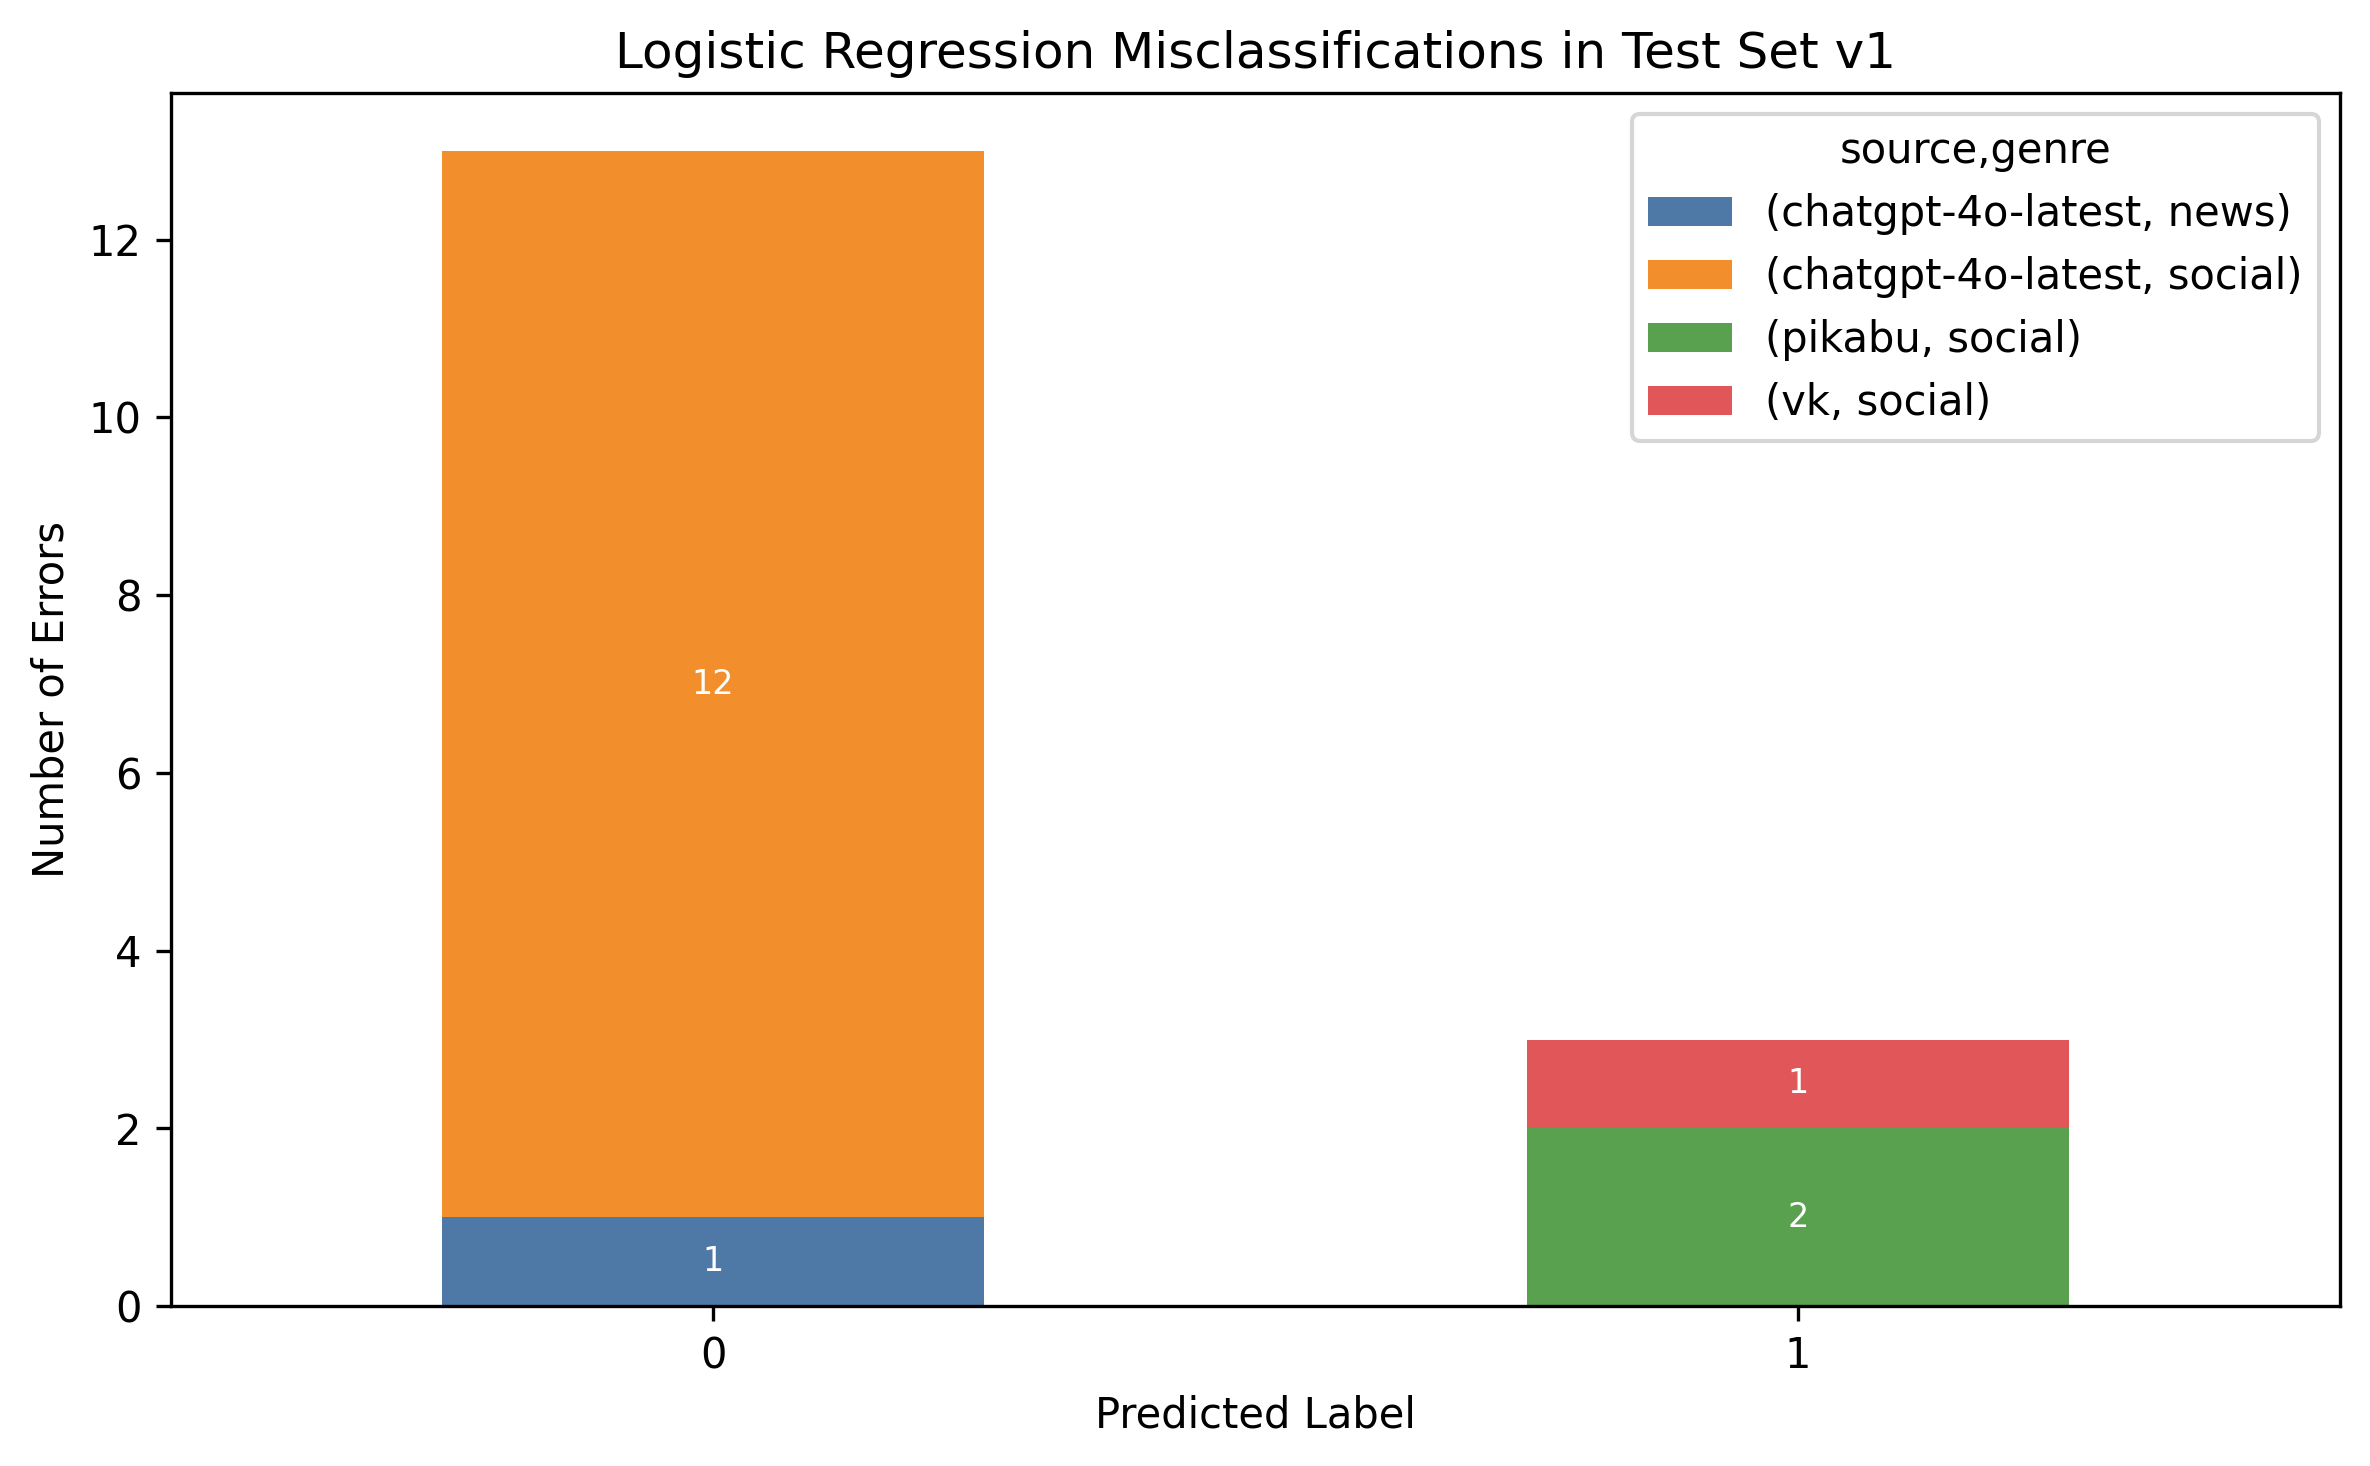 Logistic Regression Misclassifications in Test Set v1
source,genre
(chatgpt-4o-latest, news)
(chatgpt-4o-latest, social)
(pikabu, social)
(vk, social)
Number of Errors
12
10
8
6
4
2
0
12
1
1
2
0
1
Predicted Label